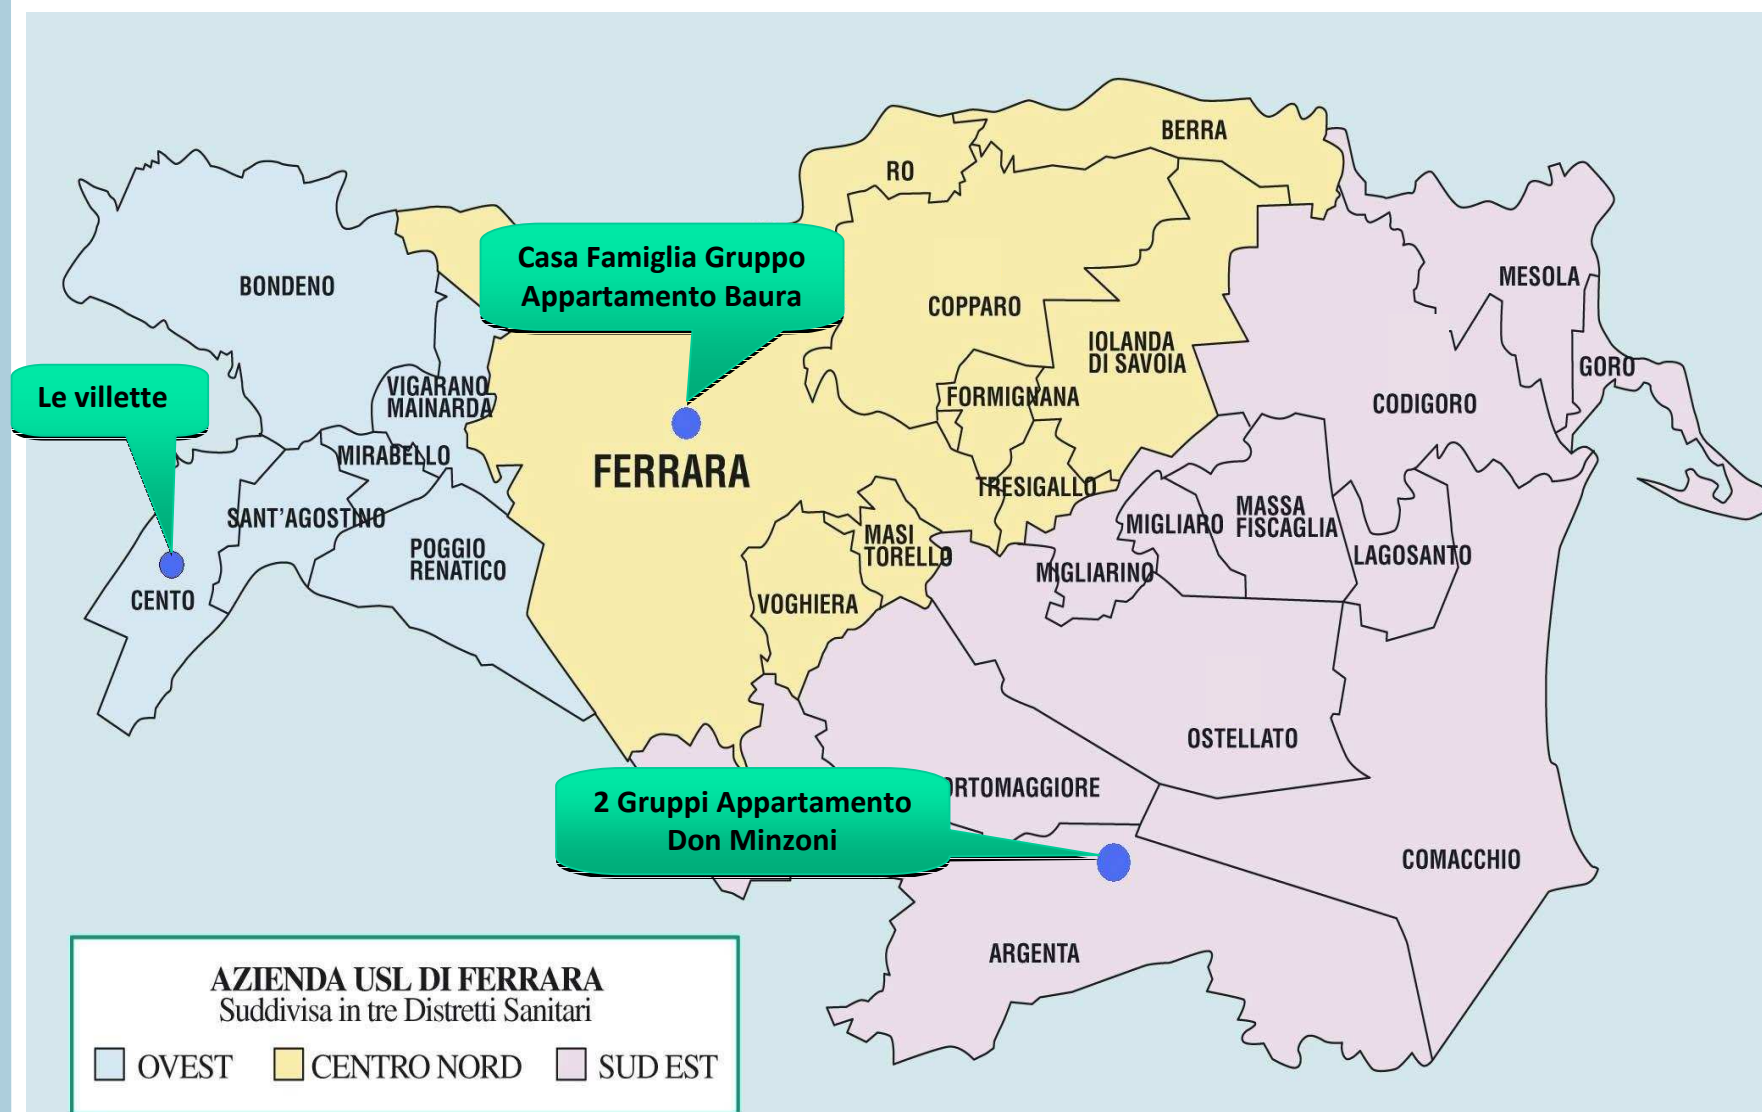 BERRA
RO
Casa Famiglia Gruppo
Appartamento Baura
BONDENO
MESOLA
COPPARO
IOLANDA
DI SAVOIA
GORO
Le villette
VIGARANO
MAINARDA
FORMIGNANA
CODIGORO
MIRABELLO
FERRARA
TRESIGALLO
SANT'AGOSTINO
MASSA
FISCAGLIA
MIGLIARO
MASI
TORELLO
POGGIO
RENATICO
LAGOSANTO
MIGLIARINO
CENTO
VOGHIERA
OSTELLATO
ORTOMAGGIORE
2 Gruppi Appartamento
Don Minzoni
COMACCHIO
ARGENTA
AZIENDA USL DI FERRARA
Suddivisa in tre Distretti Sanitari
OVEST
CENTRO NORD
SUD EST